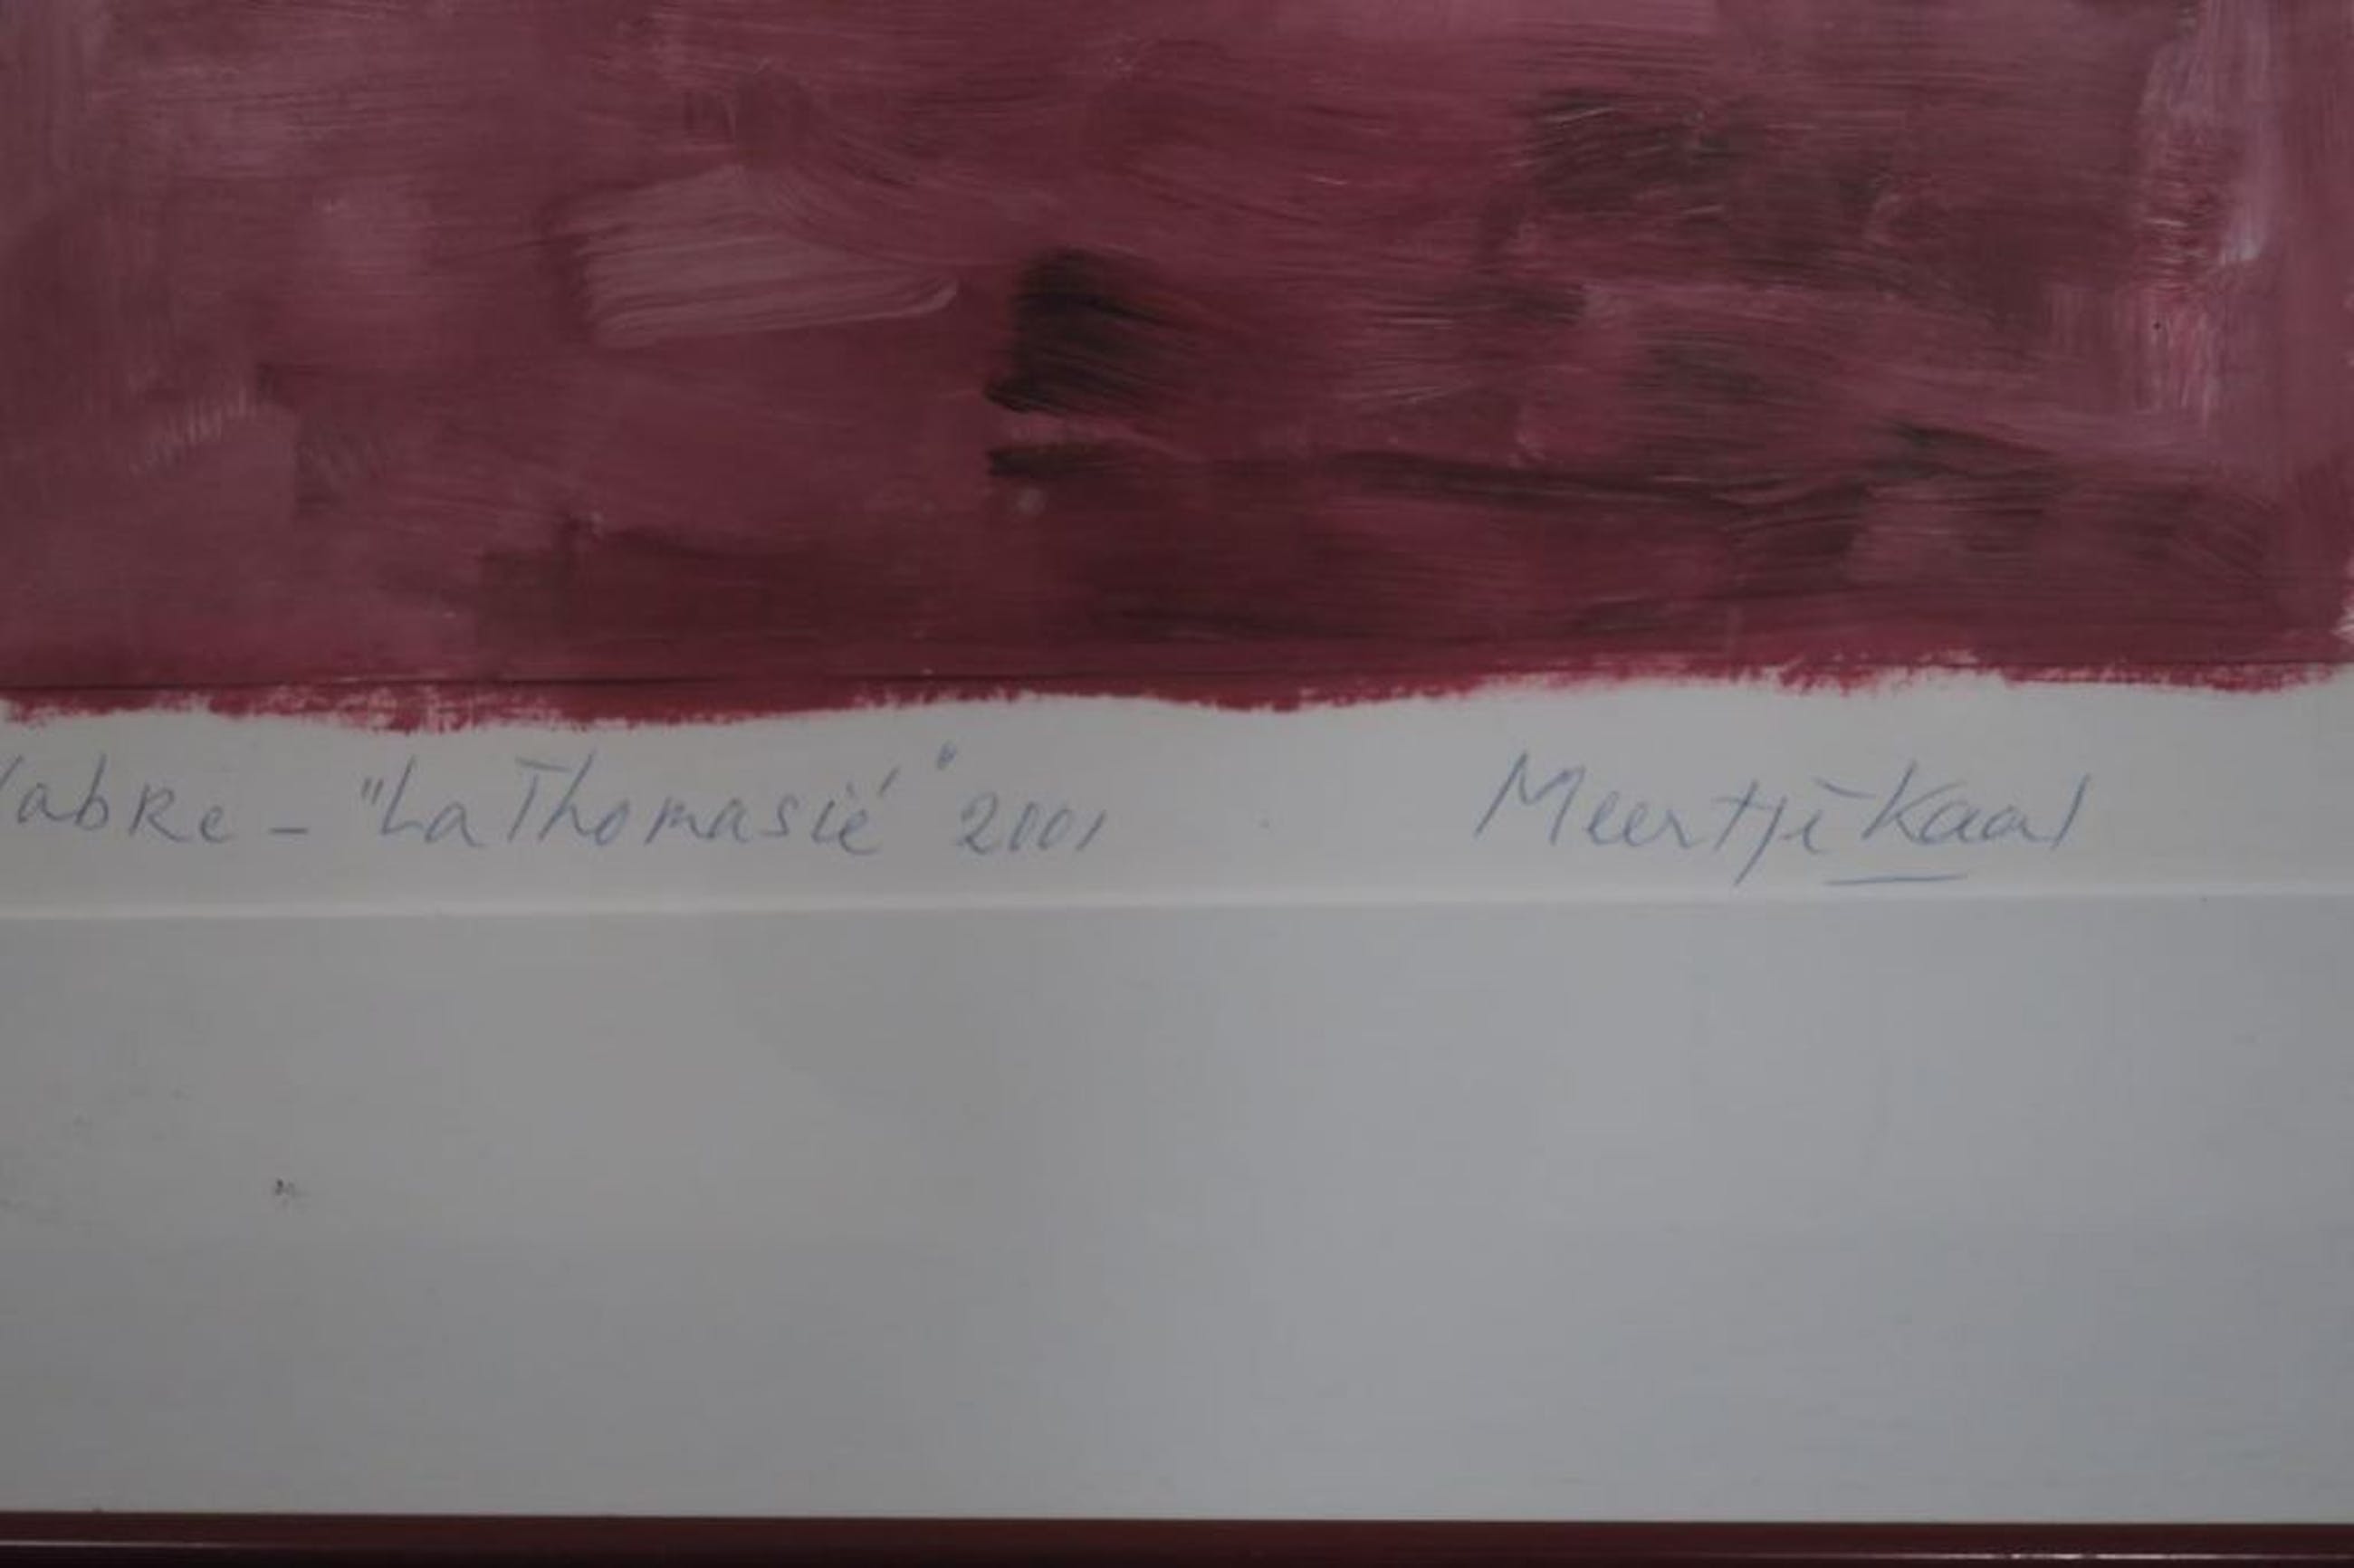 abRe – "La Thomasié" 2001 Meertje Kaal